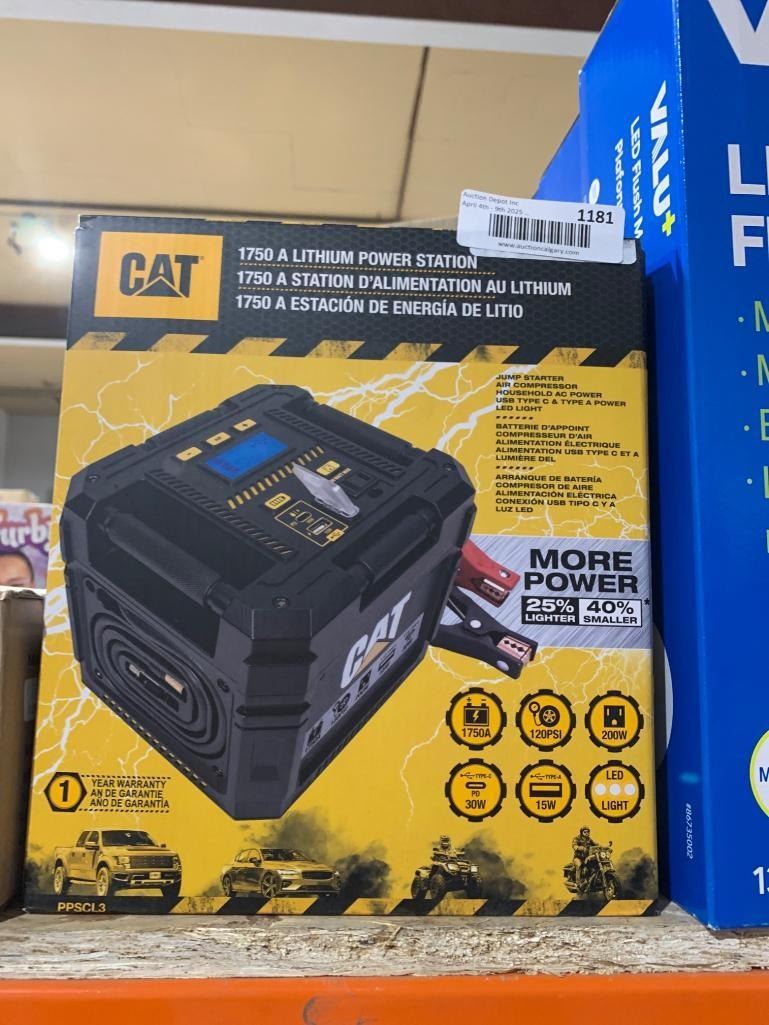 Auction Depot Inc
April 4th - 9th 2025
1181
www.auctioncalgary.com
CAT
1750 A LITHIUM POWER STATION
1750 A STATION D'ALIMENTATION AU LITHIUM
1750 A ESTACIÓN DE ENERGÍA DE LITIO
JUMP STARTER
AIR COMPRESSOR
HOUSEHOLD AC POWER
USB TYPE C & TYPE A POWER
LED LIGHT
BATTERIE D'APPOINT
COMPRESSEUR D'AIR
ALIMENTATION ÉLECTRIQUE
ALIMENTATION USB TYPE C ET A
LUMIÈRE DEL
ARRANQUE DE BATERÍA
COMPRESOR DE AIRE
ALIMENTACIÓN ELÉCTRICA
CONEXIÓN USB TIPO C Y A
LUZ LED
MORE
POWER
25% 40%*
LIGHTER SMALLER
CAT
1750A
120PSI
200W
TYPE-C
PD
30W
TYPE-A
15W
LED
LIGHT
1
YEAR WARRANTY
AN DE GARANTIE
AÑO DE GARANTÍA
PPSCL3
VALU+
LED Flush
#86735002
urb